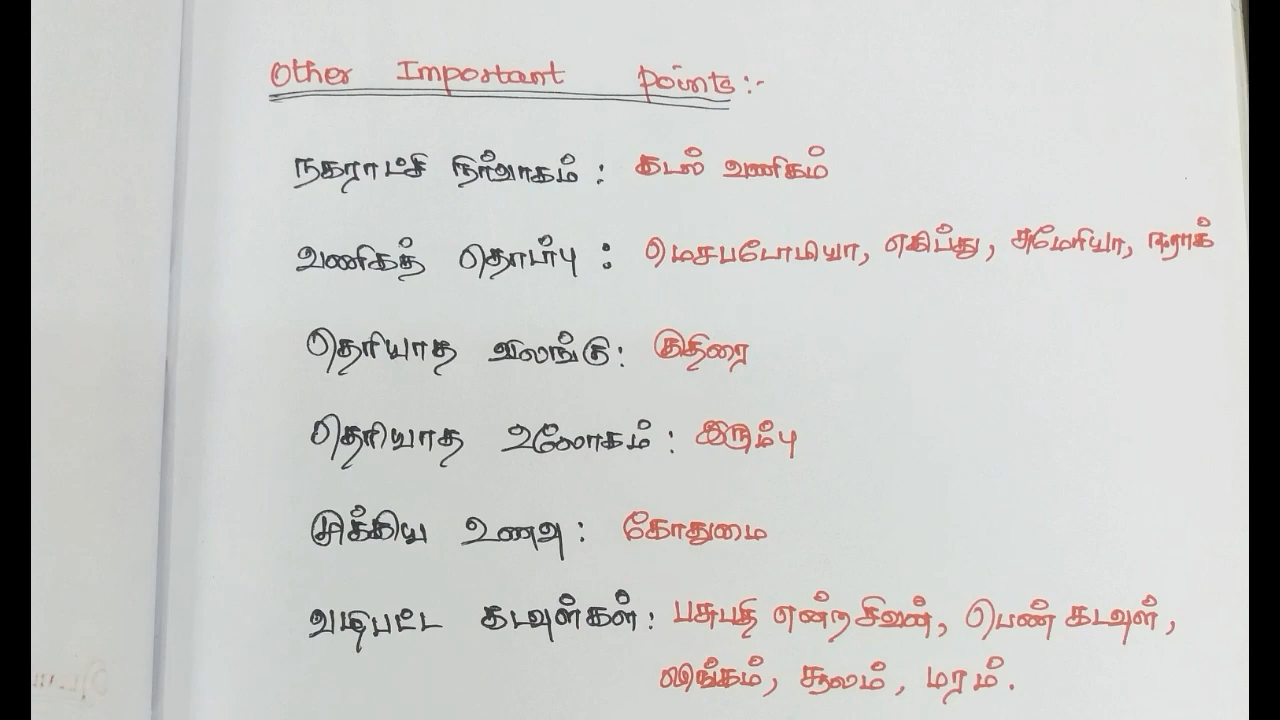 Other Important Points:-
நகராட்சி நிர்வாகம் : கடல் வணிகம்
வணிகத் தொடர்பு : மெசபடோமியா, எகிப்து, சுமேரியா, ஈராக்
தெரியாத விலங்கு : குதிரை
தெரியாத உலோகம் : இரும்பு
முக்கிய உணவு : கோதுமை
வழிபட்ட கடவுள்கள் : பசுபதி என்ற சிவன், பெண் கடவுள்,
லிங்கம், சூலம், மரம்.